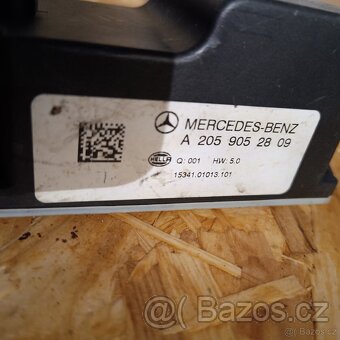 MERCEDES-BENZ
A 205 905 28 09
HELLA Q: 001 HW: 5.0
15341.01013.101
Bazos.cz